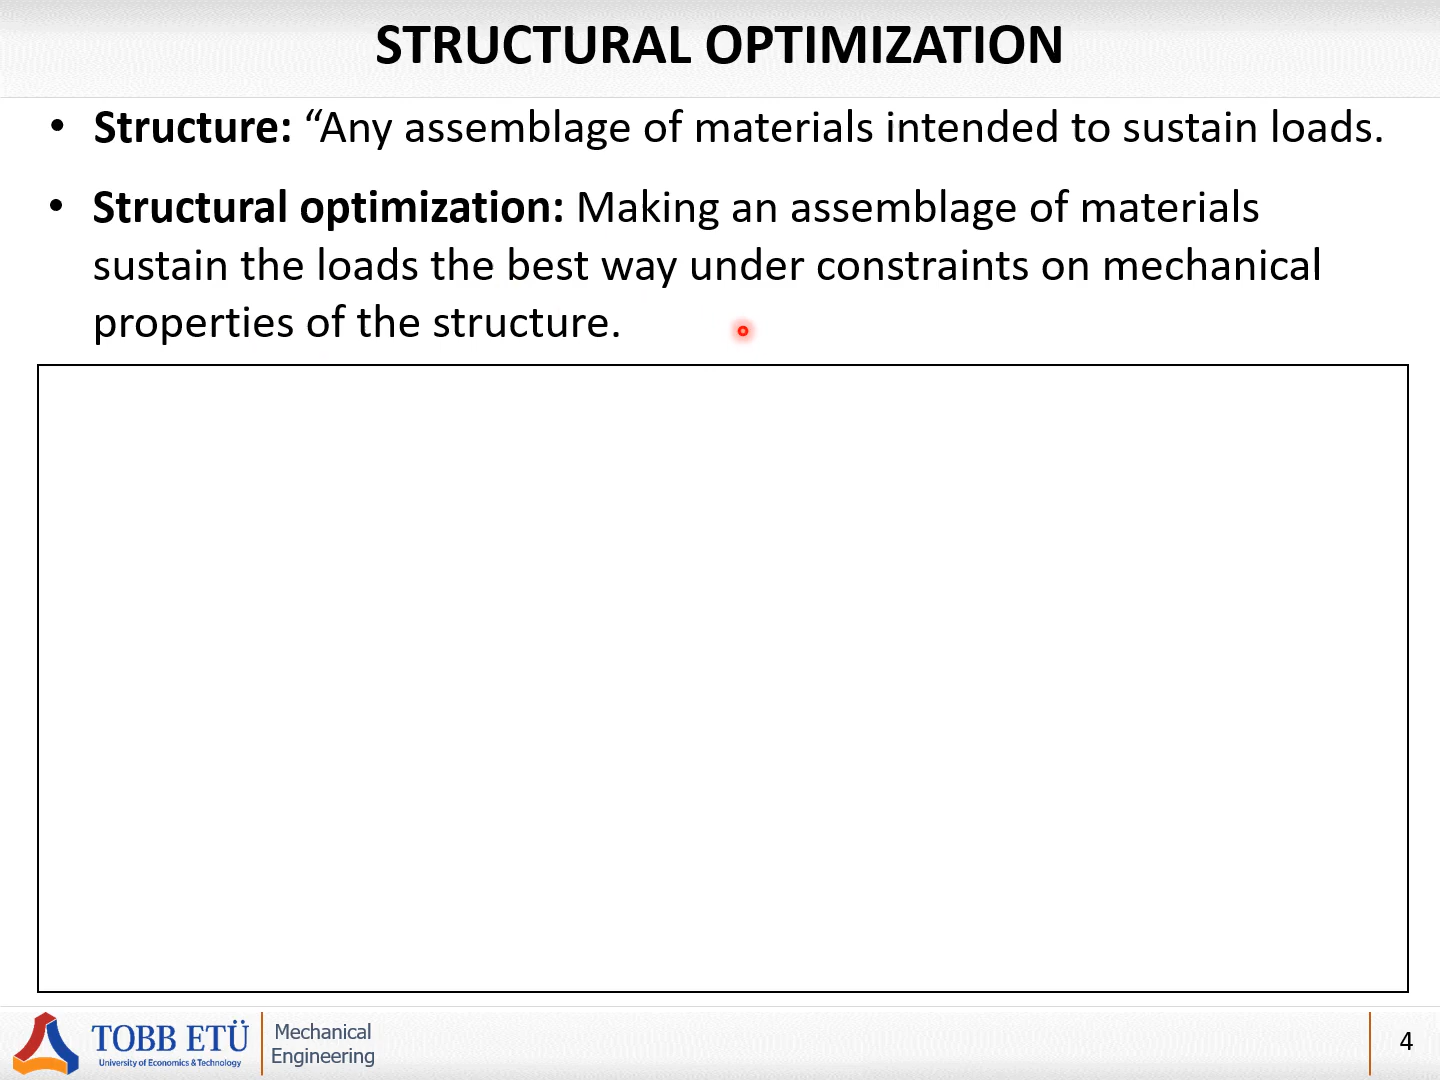 STRUCTURAL OPTIMIZATION
• Structure: “Any assemblage of materials intended to sustain loads.
• Structural optimization: Making an assemblage of materials
sustain the loads the best way under constraints on mechanical
properties of the structure.
TOBB ETÜ
University of Economics & Technology
Mechanical
Engineering
4